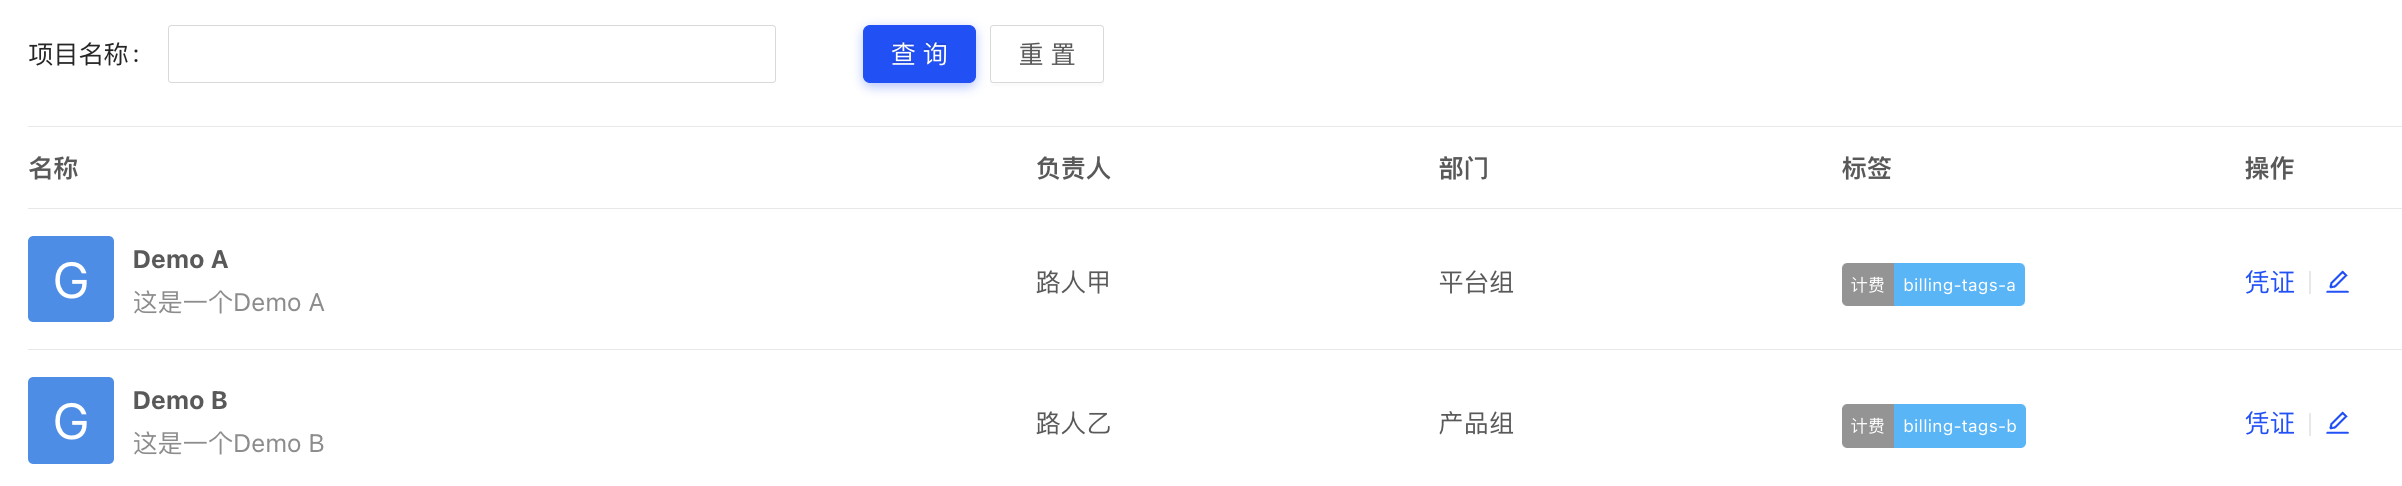 项目名称: 查 询 重 置
名称 负责人 部门 标签 操作
G Demo A
这是一个Demo A 路人甲 平台组 计费 billing-tags-a 凭证
G Demo B
这是一个Demo B 路人乙 产品组 计费 billing-tags-b 凭证